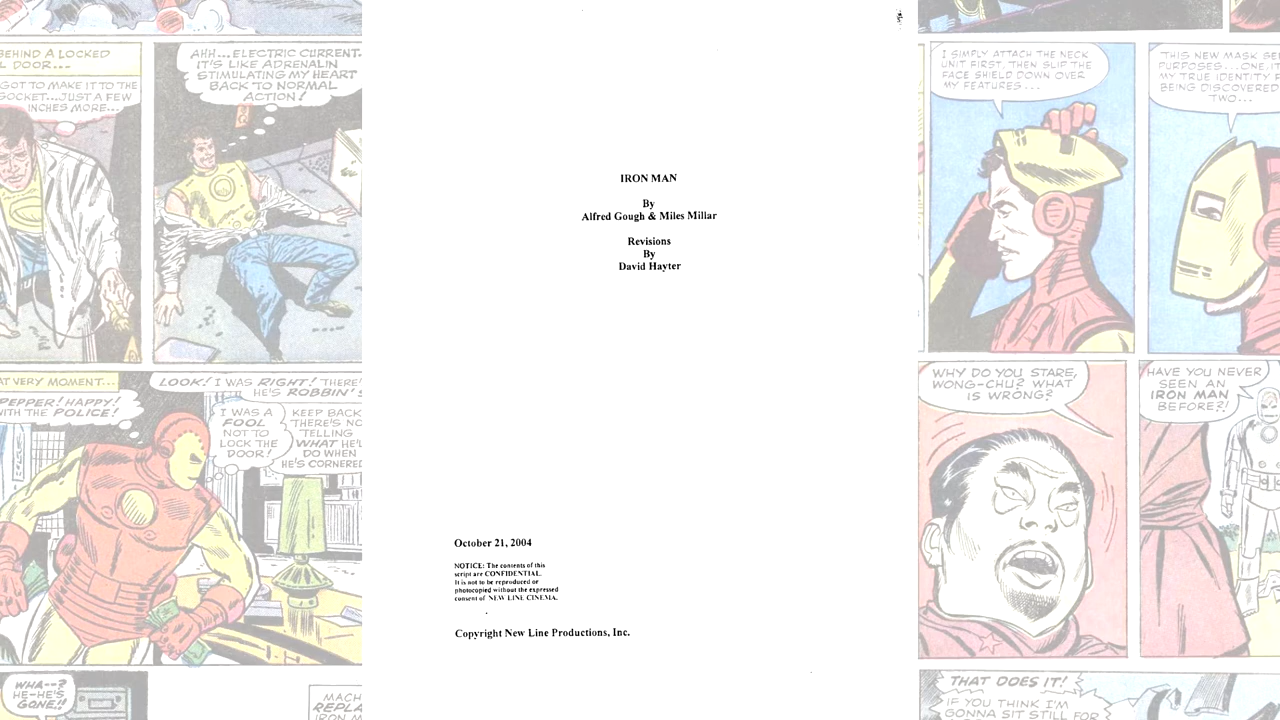 BEHIND A LOCKED
DOOR...
GOT TO MAKE IT TO THE
SOCKET...JUST A FEW
INCHES MORE...
AHH...ELECTRIC CURRENT.
IT'S LIKE ADRENALIN
STIMULATING MY HEART
BACK TO NORMAL
ACTION!
AT VERY MOMENT...
PEPPER! HAPPY!
WITH THE POLICE!
LOOK! I WAS RIGHT! THERE'
HE'S ROBBIN'
I WAS A
FOOL
NOT TO
LOCK THE
DOOR!
KEEP BACK
THERE'S NO
TELLING
WHAT HE'L
DO WHEN
HE'S CORNERED
WHA--?
HE--HE'S
GONE!!
MACH
REPLA
IRON M
IRON MAN
By
Alfred Gough & Miles Millar
Revisions
By
David Hayter
October 21, 2004
NOTICE: The contents of this
script are CONFIDENTIAL.
It is not to be reproduced or
photocopied without the expressed
consent of NEW LINE CINEMA.
Copyright New Line Productions, Inc.
I SIMPLY ATTACH THE NECK
UNIT FIRST, THEN SLIP THE
FACE SHIELD DOWN OVER
MY FEATURES...
THIS NEW MASK SE
PURPOSES...ONE, IT
MY TRUE IDENTITY F
BEING DISCOVERED
TWO...
WHY DO YOU STARE,
WONG-CHU? WHAT
IS WRONG?
HAVE YOU NEVER
SEEN AN
IRON MAN
BEFORE?!
THAT DOES IT!
IF YOU THINK I'M
GONNA SIT STILL FOR